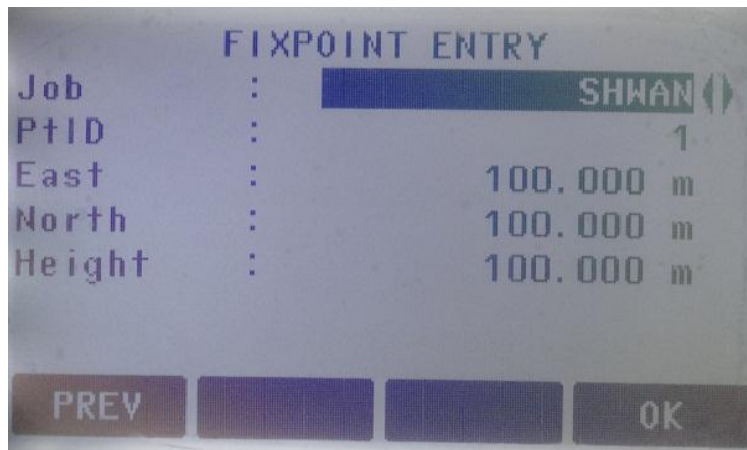 FIXPOINT ENTRY
Job : SHWAN
PtID : 1
East : 100.000 m
North : 100.000 m
Height : 100.000 m
PREV OK